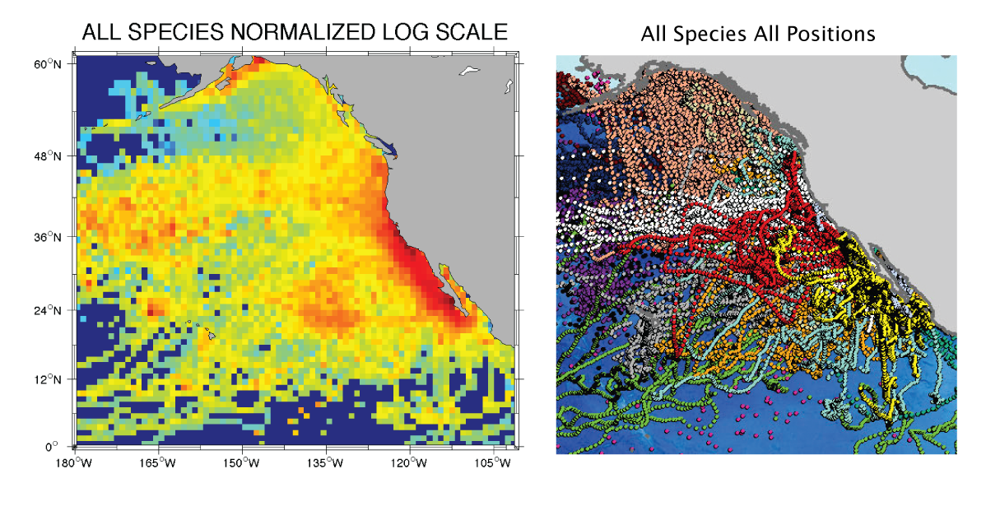 ALL SPECIES NORMALIZED LOG SCALE
All Species All Positions
60°N
48°N
36°N
24°N
12°N
0°
180°W
165°W
150°W
135°W
120°W
105°W